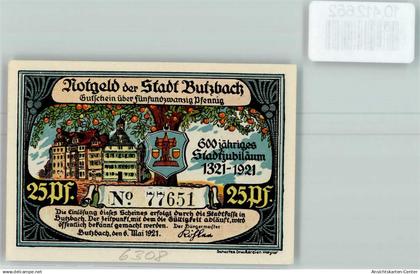 10412652
Notgeld der Stadt Butzbach
Gutschein über fünfundzwanzig Pfennig
600 jähriges
Stadtjubiläum
1321-1921
25 Pf.
No 77651
25 Pf.
Die Einlösung dieses Scheines erfolgt durch die Stadtkasse in
Butzbach. Der Zeitpunkt, mit dem die Gültigkeit abläuft, wird
öffentlich bekannt gemacht werden. Der Bürgermeister
Butzbach, den 6. Mai 1921.
6308